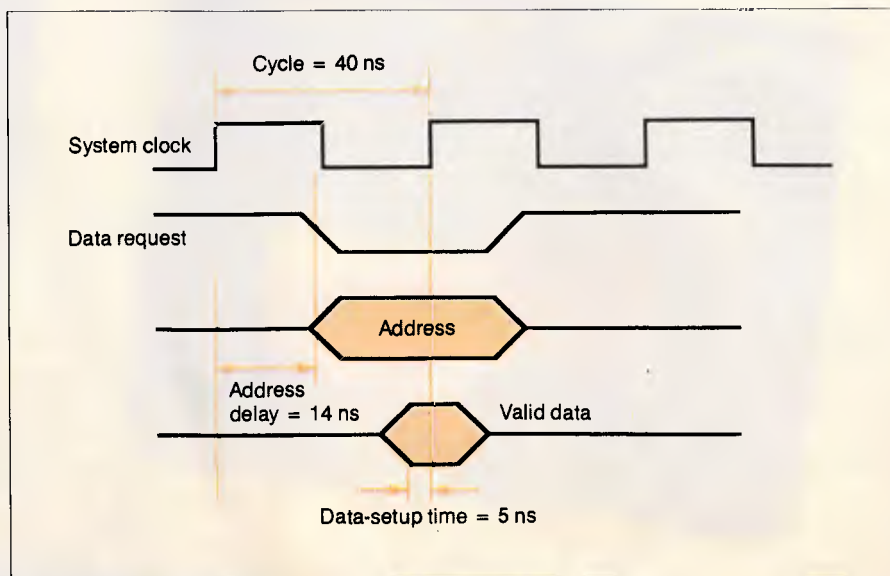 Cycle = 40 ns
System clock
Data request
Address
Address
delay = 14 ns
Valid data
Data-setup time = 5 ns